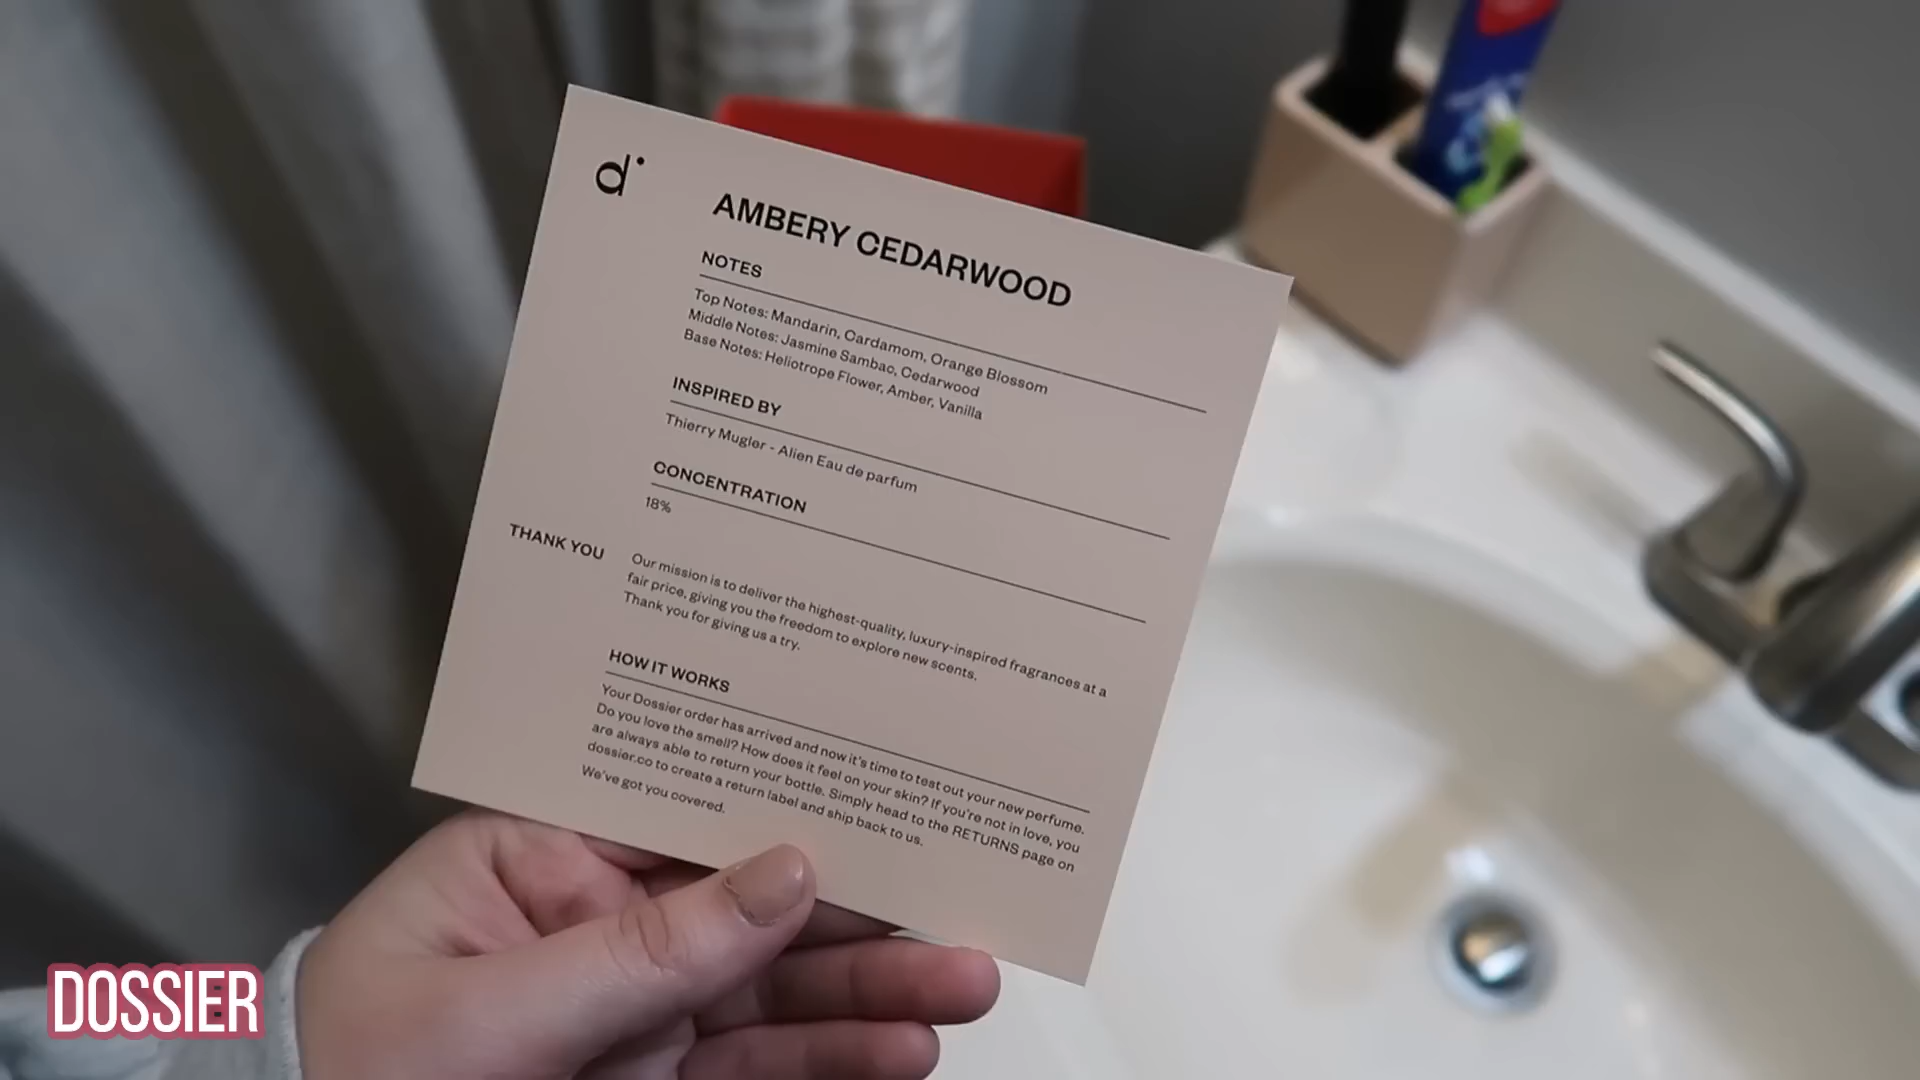 d
AMBERY CEDARWOOD
NOTES
Top Notes: Mandarin, Cardamom, Orange Blossom
Middle Notes: Jasmine Sambac, Cedarwood
Base Notes: Heliotrope Flower, Amber, Vanilla
INSPIRED BY
Thierry Mugler - Alien Eau de parfum
CONCENTRATION
18%
THANK YOU
Our mission is to deliver the highest-quality, luxury-inspired fragrances at a
fair price, giving you the freedom to explore new scents.
Thank you for giving us a try.
HOW IT WORKS
Your Dossier order has arrived and now it's time to test out your new perfume.
Do you love the smell? How does it feel on your skin? If you're not in love, you
are always able to return your bottle. Simply head to the RETURNS page on
dossier.co to create a return label and ship back to us.
We've got you covered.
DOSSIER